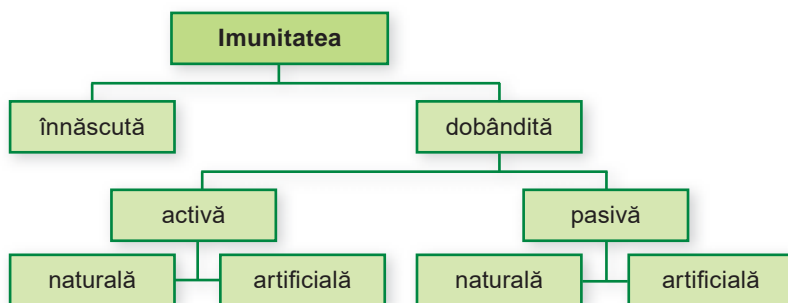 Imunitatea
înnăscută
dobândită
activă
pasivă
naturală
artificială
naturală
artificială